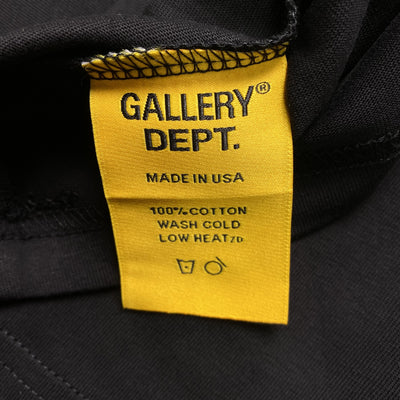 GALLERY®
DEPT.
MADE IN USA
100% COTTON
WASH COLD
LOW HEAT/D